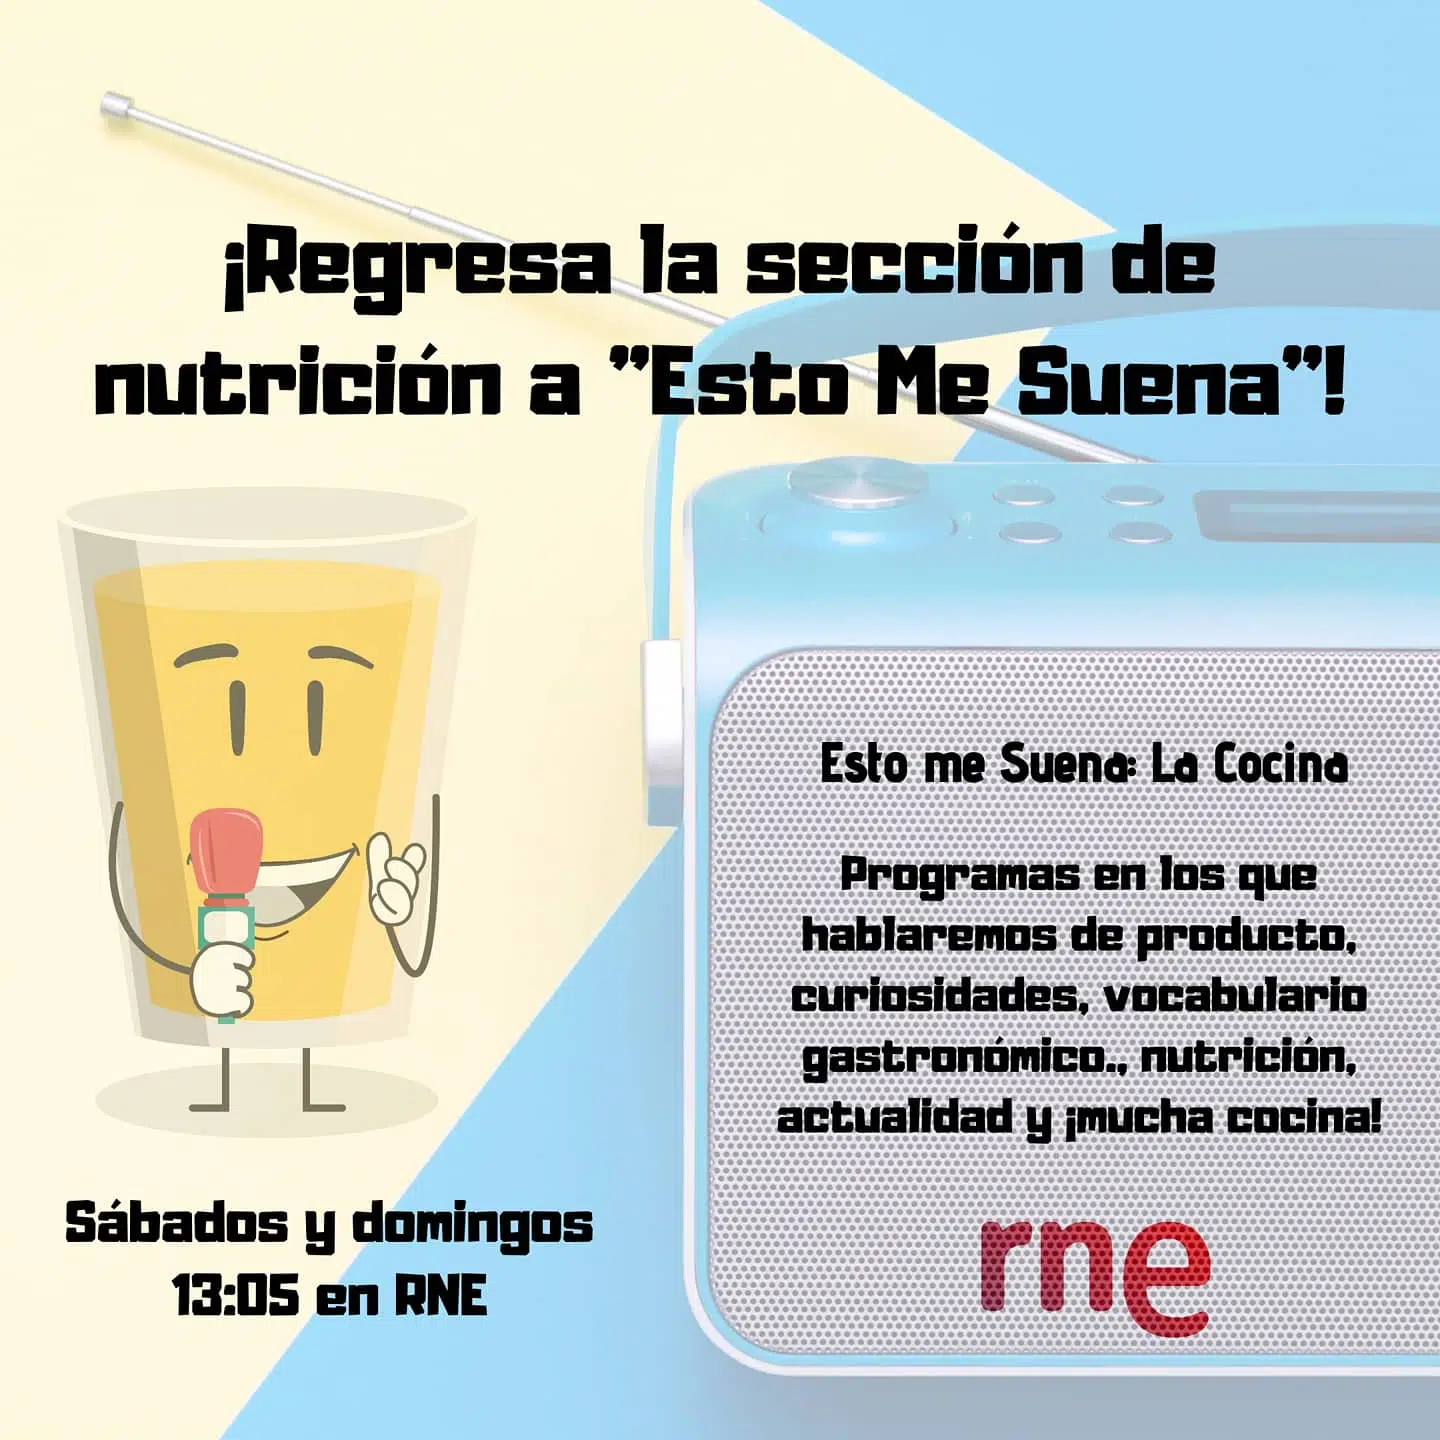 ¡Regresa la sección de
nutrición a "Esto Me Suena"!
Esto me Suena: La Cocina
Programas en los que
hablaremos de producto,
curiosidades, vocabulario
gastronómico., nutrición,
actualidad y ¡mucha cocina!
Sábados y domingos
13:05 en RNE
rne